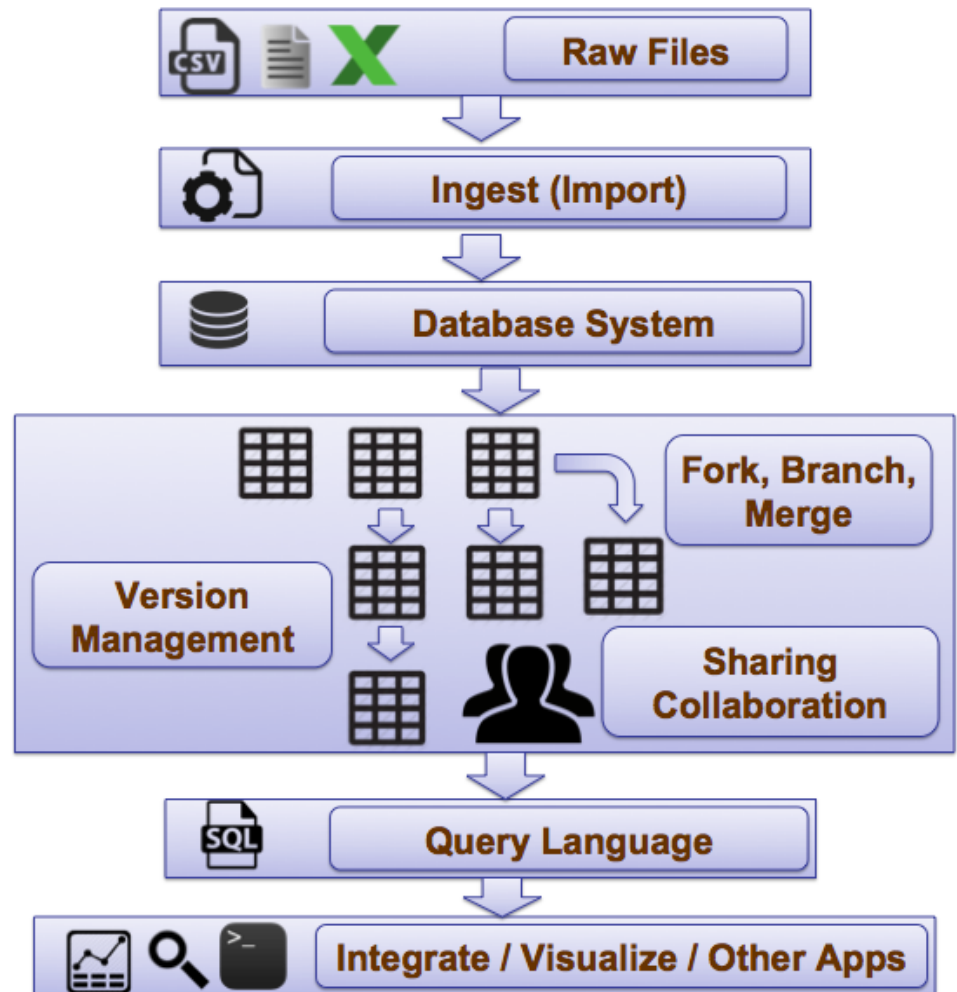 CSV
Raw Files
Ingest (Import)
Database System
Fork, Branch,
Merge
Version
Management
Sharing
Collaboration
SQL
Query Language
>_
Integrate / Visualize / Other Apps